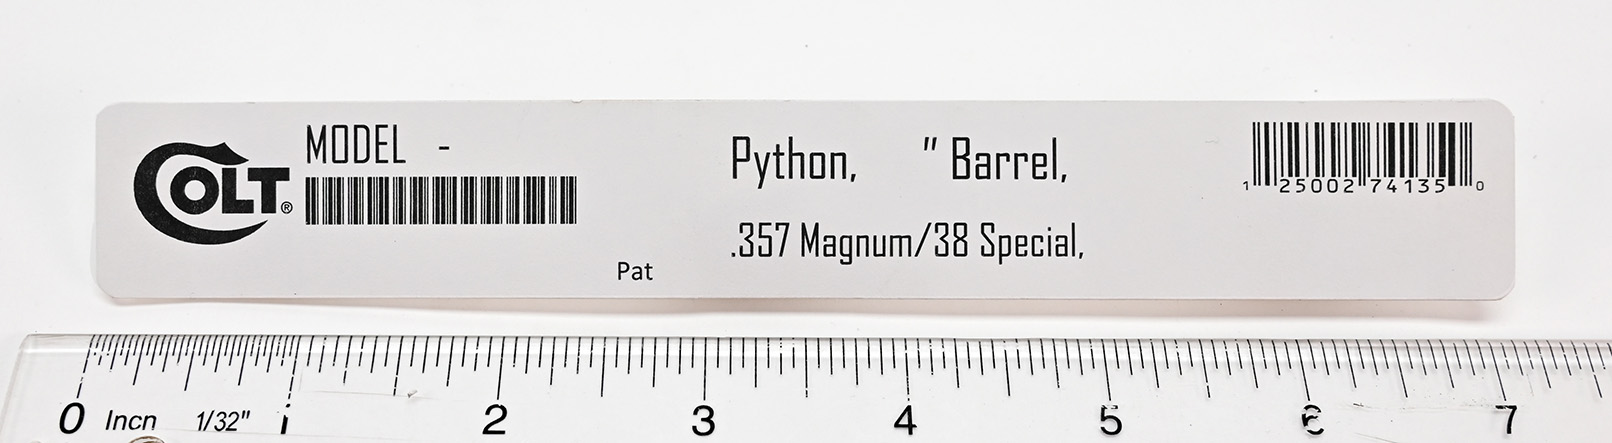 COLT®
MODEL -
Python, " Barrel,
.357 Magnum/38 Special,
Pat
1 25002 74135 0
0 Incn 1/32" 1 2 3 4 5 6 7